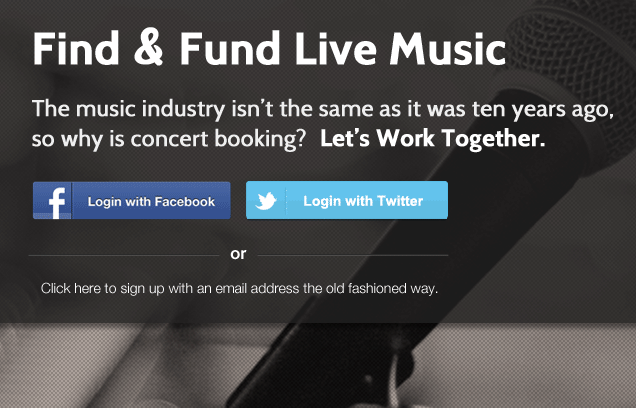 Find & Fund Live Music
The music industry isn't the same as it was ten years ago,
so why is concert booking? Let's Work Together.
f Login with Facebook
Login with Twitter
or
Click here to sign up with an email address the old fashioned way.